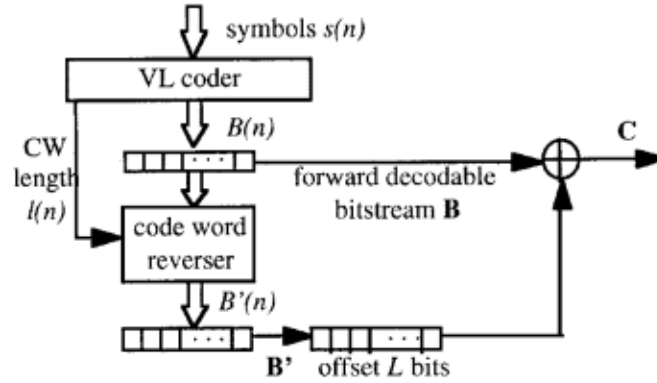 symbols s(n)
VL coder
B(n)
C
CW
length
l(n)
forward decodable
bitstream B
code word
reverser
B'(n)
B'
offset L bits